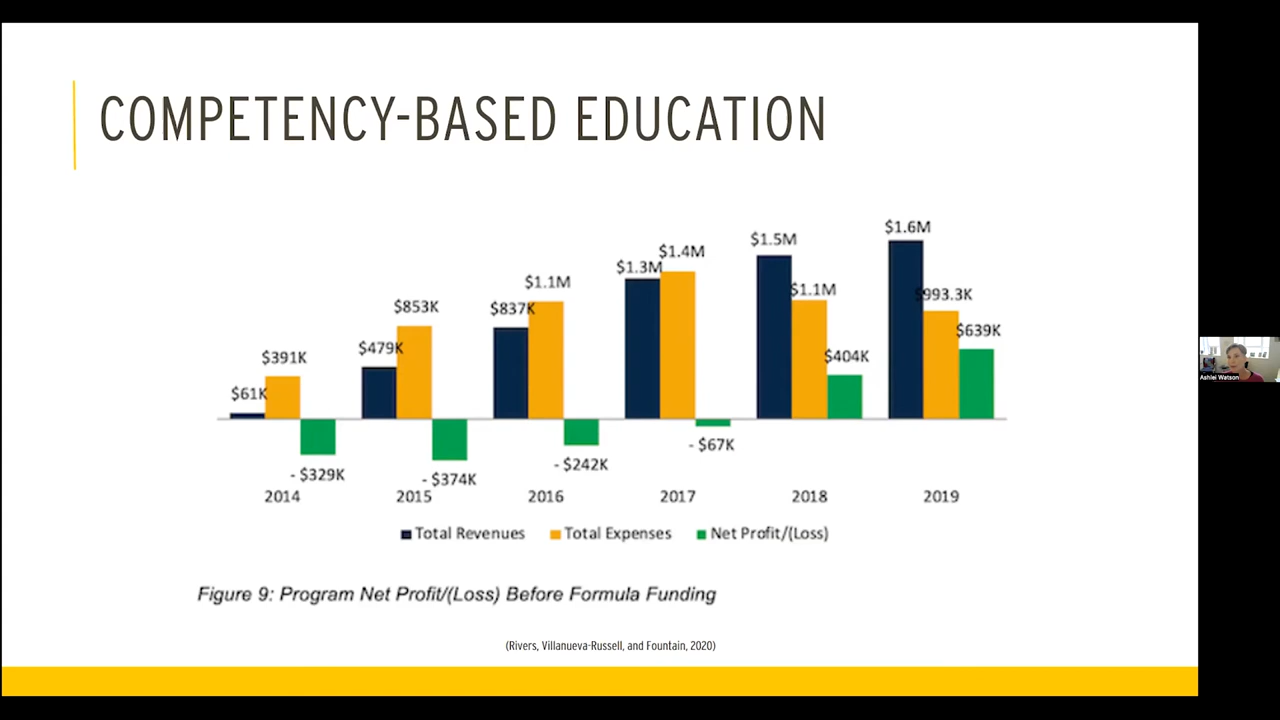 COMPETENCY-BASED EDUCATION
$1.6M
$1.5M
$1.4M
$1.3M
$1.1M
$1.1M
$993.3K
$853K
$837K
$639K
$479K
$391K
$404K
$61K
- $67K
- $242K
- $329K
- $374K
2014 2015 2016 2017 2018 2019
Total Revenues Total Expenses Net Profit/(Loss)
Figure 9: Program Net Profit/(Loss) Before Formula Funding
(Rivers, Villanueva-Russell, and Fountain, 2020)
Ashlei Watson